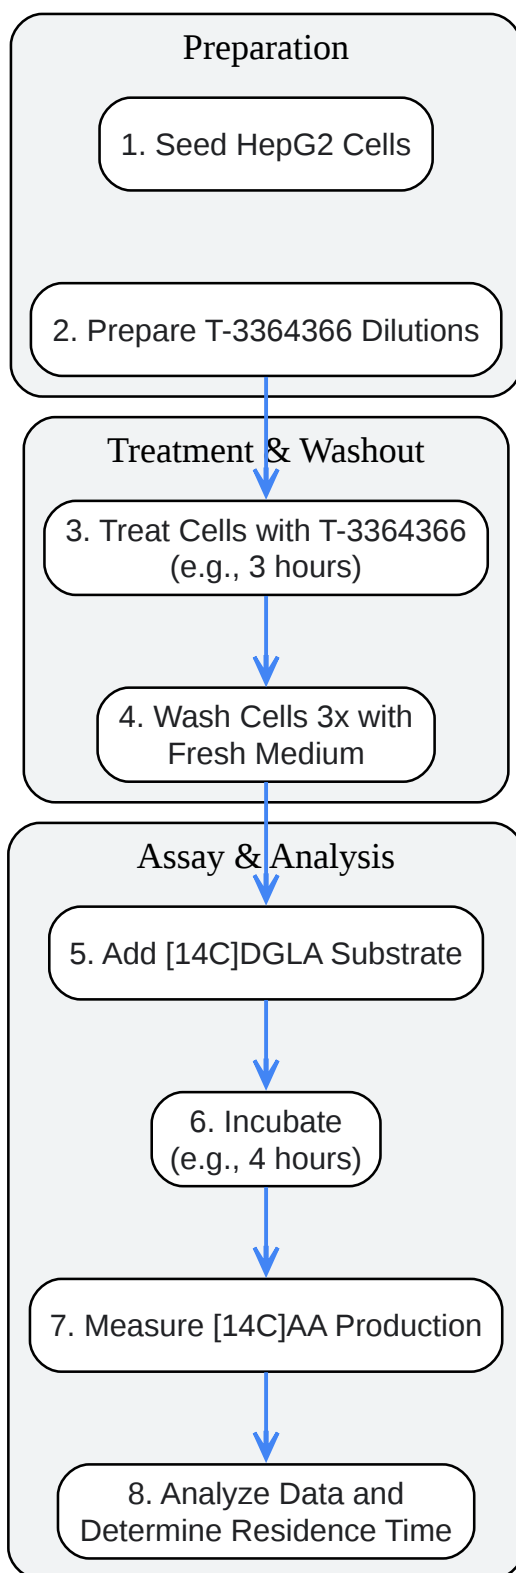 Preparation
1. Seed HepG2 Cells
2. Prepare T-3364366 Dilutions
Treatment & Washout
3. Treat Cells with T-3364366
(e.g., 3 hours)
4. Wash Cells 3x with
Fresh Medium
Assay & Analysis
5. Add [14C]DGLA Substrate
6. Incubate
(e.g., 4 hours)
7. Measure [14C]AA Production
8. Analyze Data and
Determine Residence Time